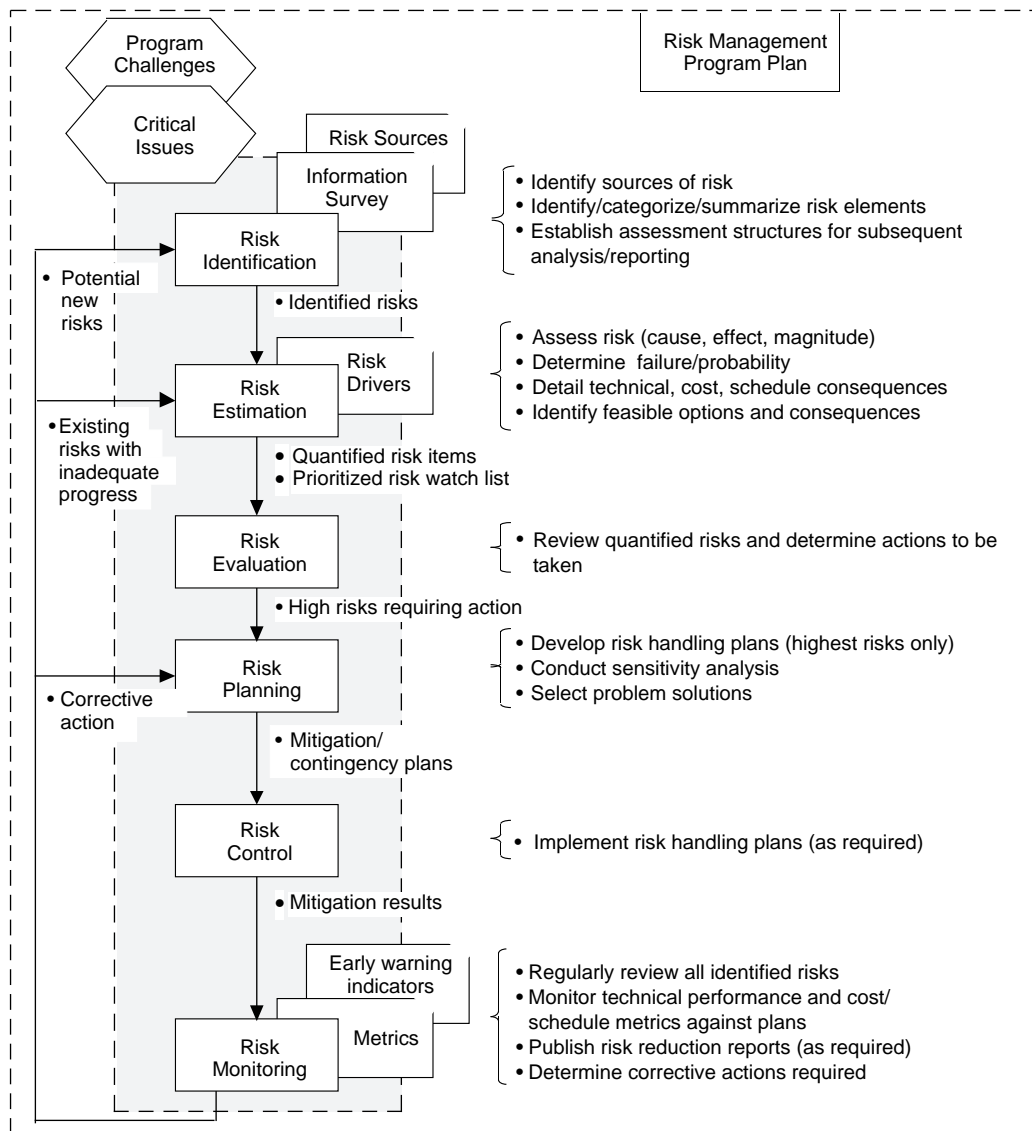 Program
Challenges
Risk Management
Program Plan
Critical
Issues
Risk Sources
Information
Survey
• Identify sources of risk
• Identify/categorize/summarize risk elements
• Establish assessment structures for subsequent
analysis/reporting
Risk
Identification
• Potential
new
risks
• Identified risks
Risk
Drivers
• Assess risk (cause, effect, magnitude)
• Determine failure/probability
• Detail technical, cost, schedule consequences
• Identify feasible options and consequences
Risk
Estimation
• Existing
risks with
inadequate
progress
• Quantified risk items
• Prioritized risk watch list
Risk
Evaluation
• Review quantified risks and determine actions to be
taken
• High risks requiring action
Risk
Planning
• Develop risk handling plans (highest risks only)
• Conduct sensitivity analysis
• Select problem solutions
• Corrective
action
• Mitigation/
contingency plans
Risk
Control
• Implement risk handling plans (as required)
• Mitigation results
Early warning
indicators
Metrics
Risk
Monitoring
• Regularly review all identified risks
• Monitor technical performance and cost/
schedule metrics against plans
• Publish risk reduction reports (as required)
• Determine corrective actions required